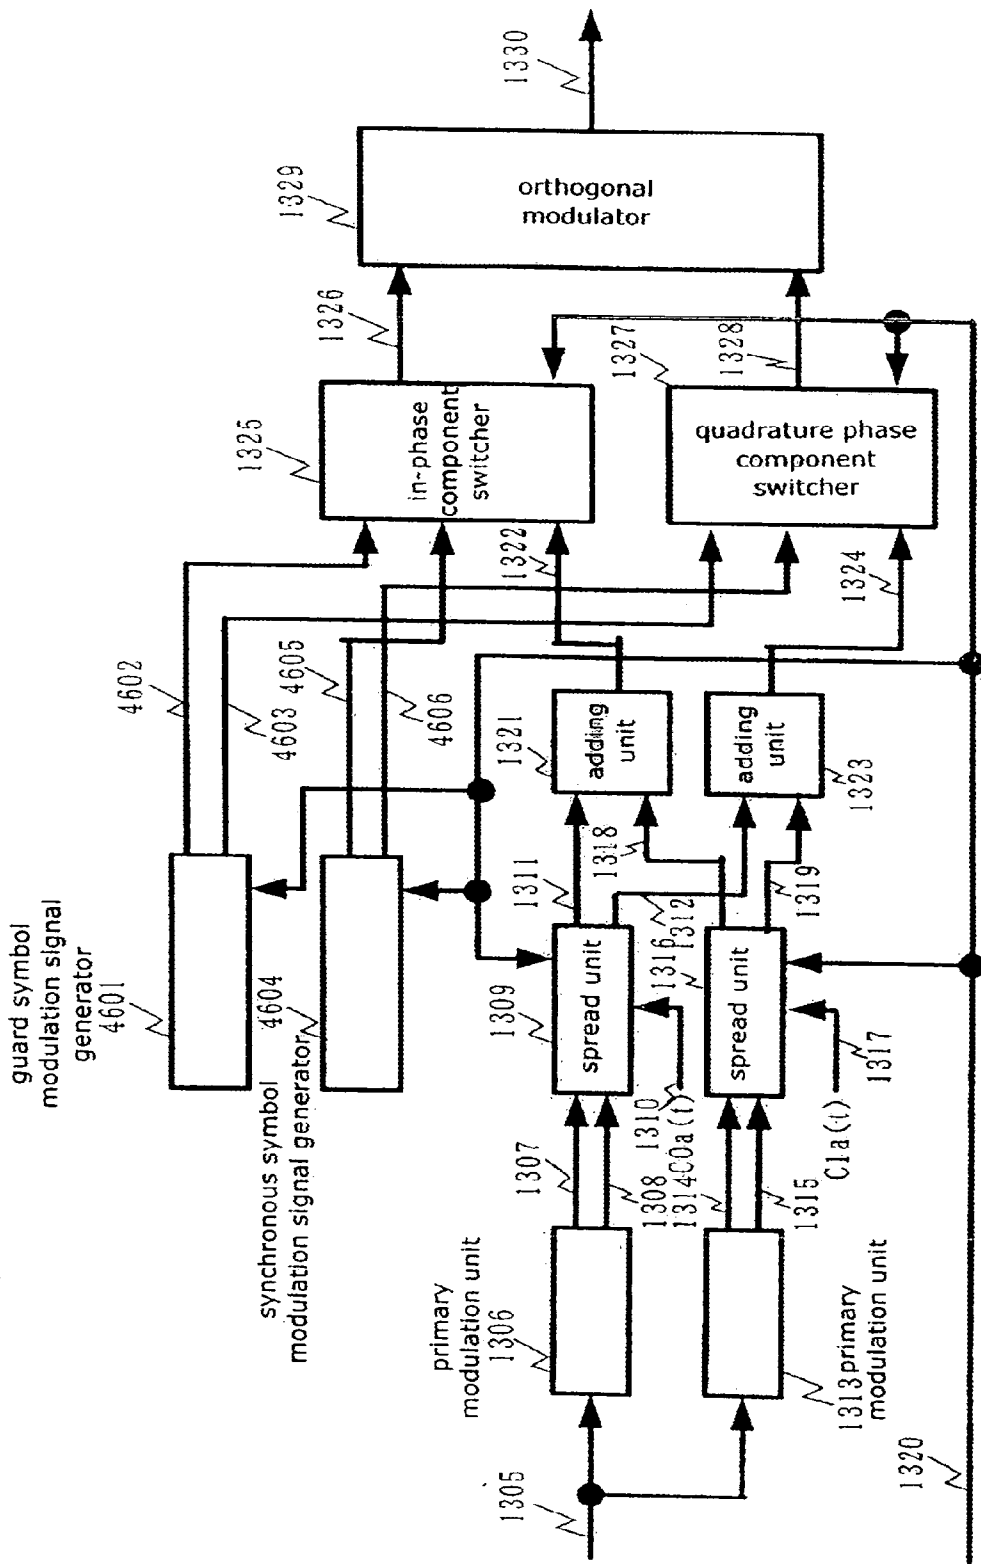 guard symbol
modulation signal
generator
4601
4602
4603
synchronous symbol
modulation signal generator
4604
4605
4606
1305
primary
modulation unit
1306
1307
1308
1309
spread unit
1310
C0a(t)
1311
1312
1313 primary
modulation unit
1314
1315
1316
spread unit
1317
C1a(t)
1318
1319
1320
1321
adding
unit
1322
1323
adding
unit
1324
1325
in-phase
component
switcher
1326
1327
quadrature phase
component
switcher
1328
1329
orthogonal
modulator
1330